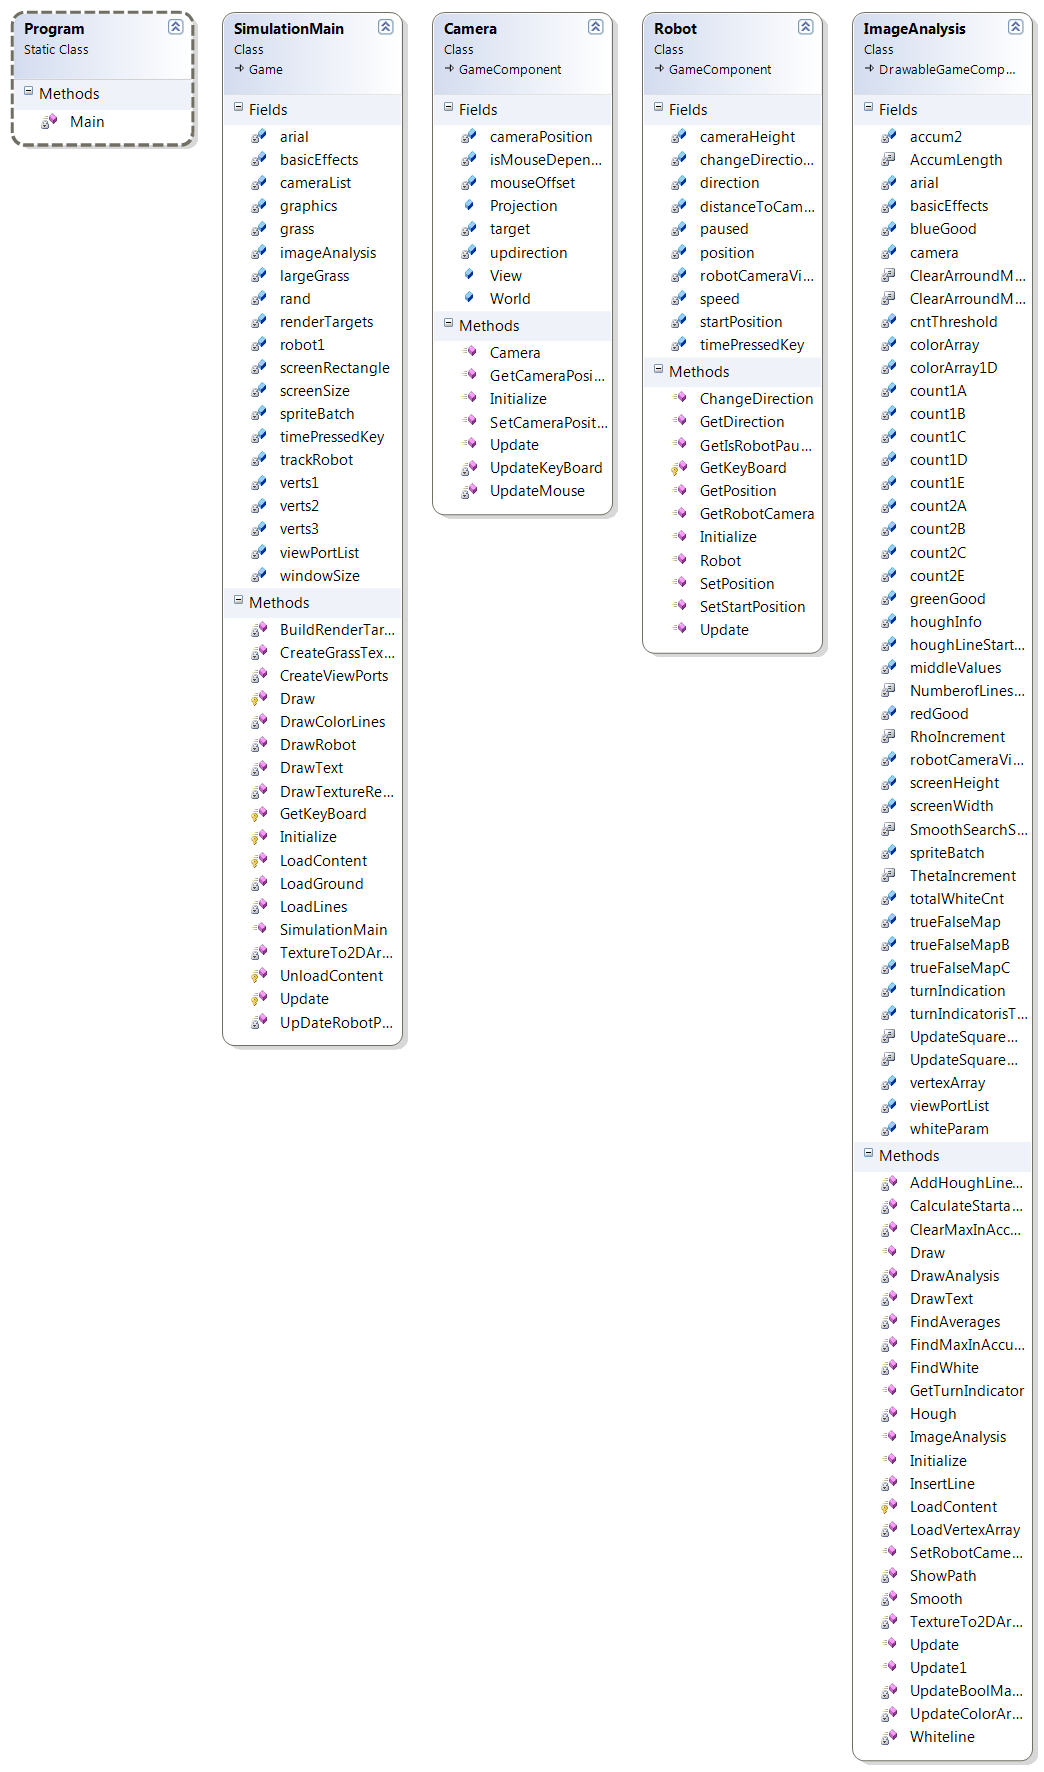 Program
Static Class
Methods
Main
SimulationMain
Class
Game
Fields
arial
basicEffects
cameraList
graphics
grass
imageAnalysis
largeGrass
rand
renderTargets
robot1
screenRectangle
screenSize
spriteBatch
timePressedKey
trackRobot
verts1
verts2
verts3
viewPortList
windowSize
Methods
BuildRenderTar...
CreateGrassTex...
CreateViewPorts
Draw
DrawColorLines
DrawRobot
DrawText
DrawTextureRe...
GetKeyBoard
Initialize
LoadContent
LoadGround
LoadLines
SimulationMain
TextureTo2DAr...
UnloadContent
Update
UpDateRobotP...
Camera
Class
GameComponent
Fields
cameraPosition
isMouseDepen...
mouseOffset
Projection
target
updirection
View
World
Methods
Camera
GetCameraPosi...
Initialize
SetCameraPosit...
Update
UpdateKeyBoard
UpdateMouse
Robot
Class
GameComponent
Fields
cameraHeight
changeDirectio...
direction
distanceToCam...
paused
position
robotCameraVi...
speed
startPosition
timePressedKey
Methods
ChangeDirection
GetDirection
GetIsRobotPau...
GetKeyBoard
GetPosition
GetRobotCamera
Initialize
Robot
SetPosition
SetStartPosition
Update
ImageAnalysis
Class
DrawableGameComp...
Fields
accum2
AccumLength
arial
basicEffects
blueGood
camera
ClearArroundM...
ClearArroundM...
cntThreshold
colorArray
colorArray1D
count1A
count1B
count1C
count1D
count1E
count2A
count2B
count2C
count2E
greenGood
houghInfo
houghLineStart...
middleValues
NumberofLines...
redGood
RhoIncrement
robotCameraVi...
screenHeight
screenWidth
SmoothSearchS...
spriteBatch
ThetaIncrement
totalWhiteCnt
trueFalseMap
trueFalseMapB
trueFalseMapC
turnIndication
turnIndicatorisT...
UpdateSquare...
UpdateSquare...
vertexArray
viewPortList
whiteParam
Methods
AddHoughLine...
CalculateStarta...
ClearMaxInAcc...
Draw
DrawAnalysis
DrawText
FindAverages
FindMaxInAccu...
FindWhite
GetTurnIndicator
Hough
ImageAnalysis
Initialize
InsertLine
LoadContent
LoadVertexArray
SetRobotCame...
ShowPath
Smooth
TextureTo2DAr...
Update
Update1
UpdateBoolMa...
UpdateColorAr...
Whiteline